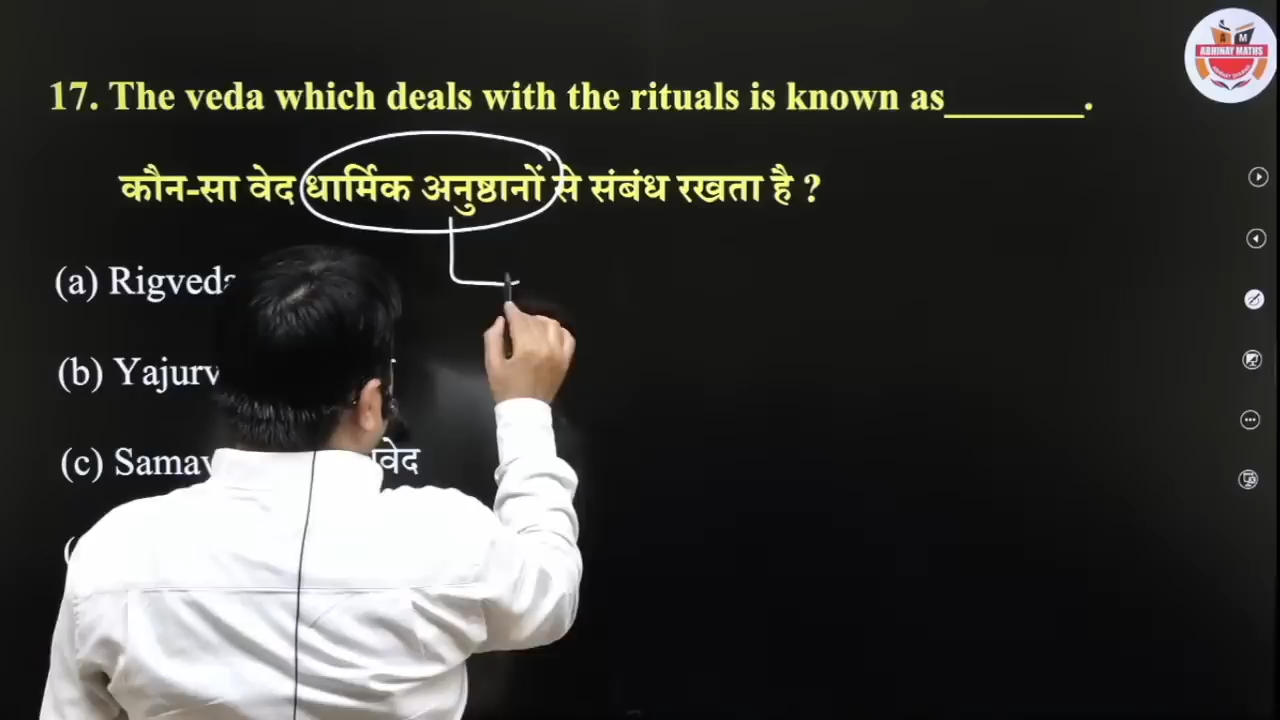 ABHINAY MATHS
17. The veda which deals with the rituals is known as_______.
कौन-सा वेद धार्मिक अनुष्ठानों से संबंध रखता है ?
(a) Rigveda
(b) Yajurv
(c) Samav वेद